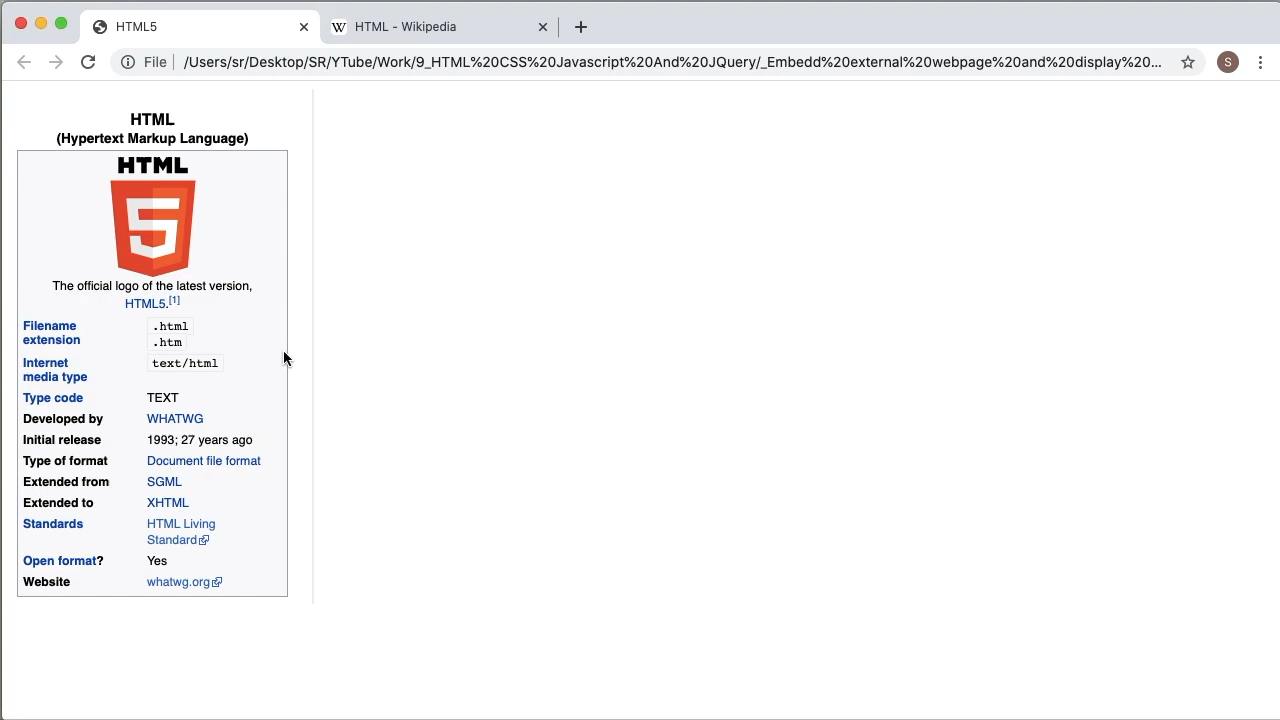 HTML5
HTML - Wikipedia
W
File
/Users/sr/Desktop/SR/YTube/Work/9_HTML%20CSS%20Javascript%20And%20JQuery/_Embedd%20external%20webpage%20and%20display%20...
S
HTML
(Hypertext Markup Language)
HTML
5
The official logo of the latest version,
HTML5.[1]
Filename extension
.html
.htm
Internet media type
text/html
Type code TEXT
Developed by WHATWG
Initial release 1993; 27 years ago
Type of format Document file format
Extended from SGML
Extended to XHTML
Standards HTML Living
Standard
Open format? Yes
Website whatwg.org